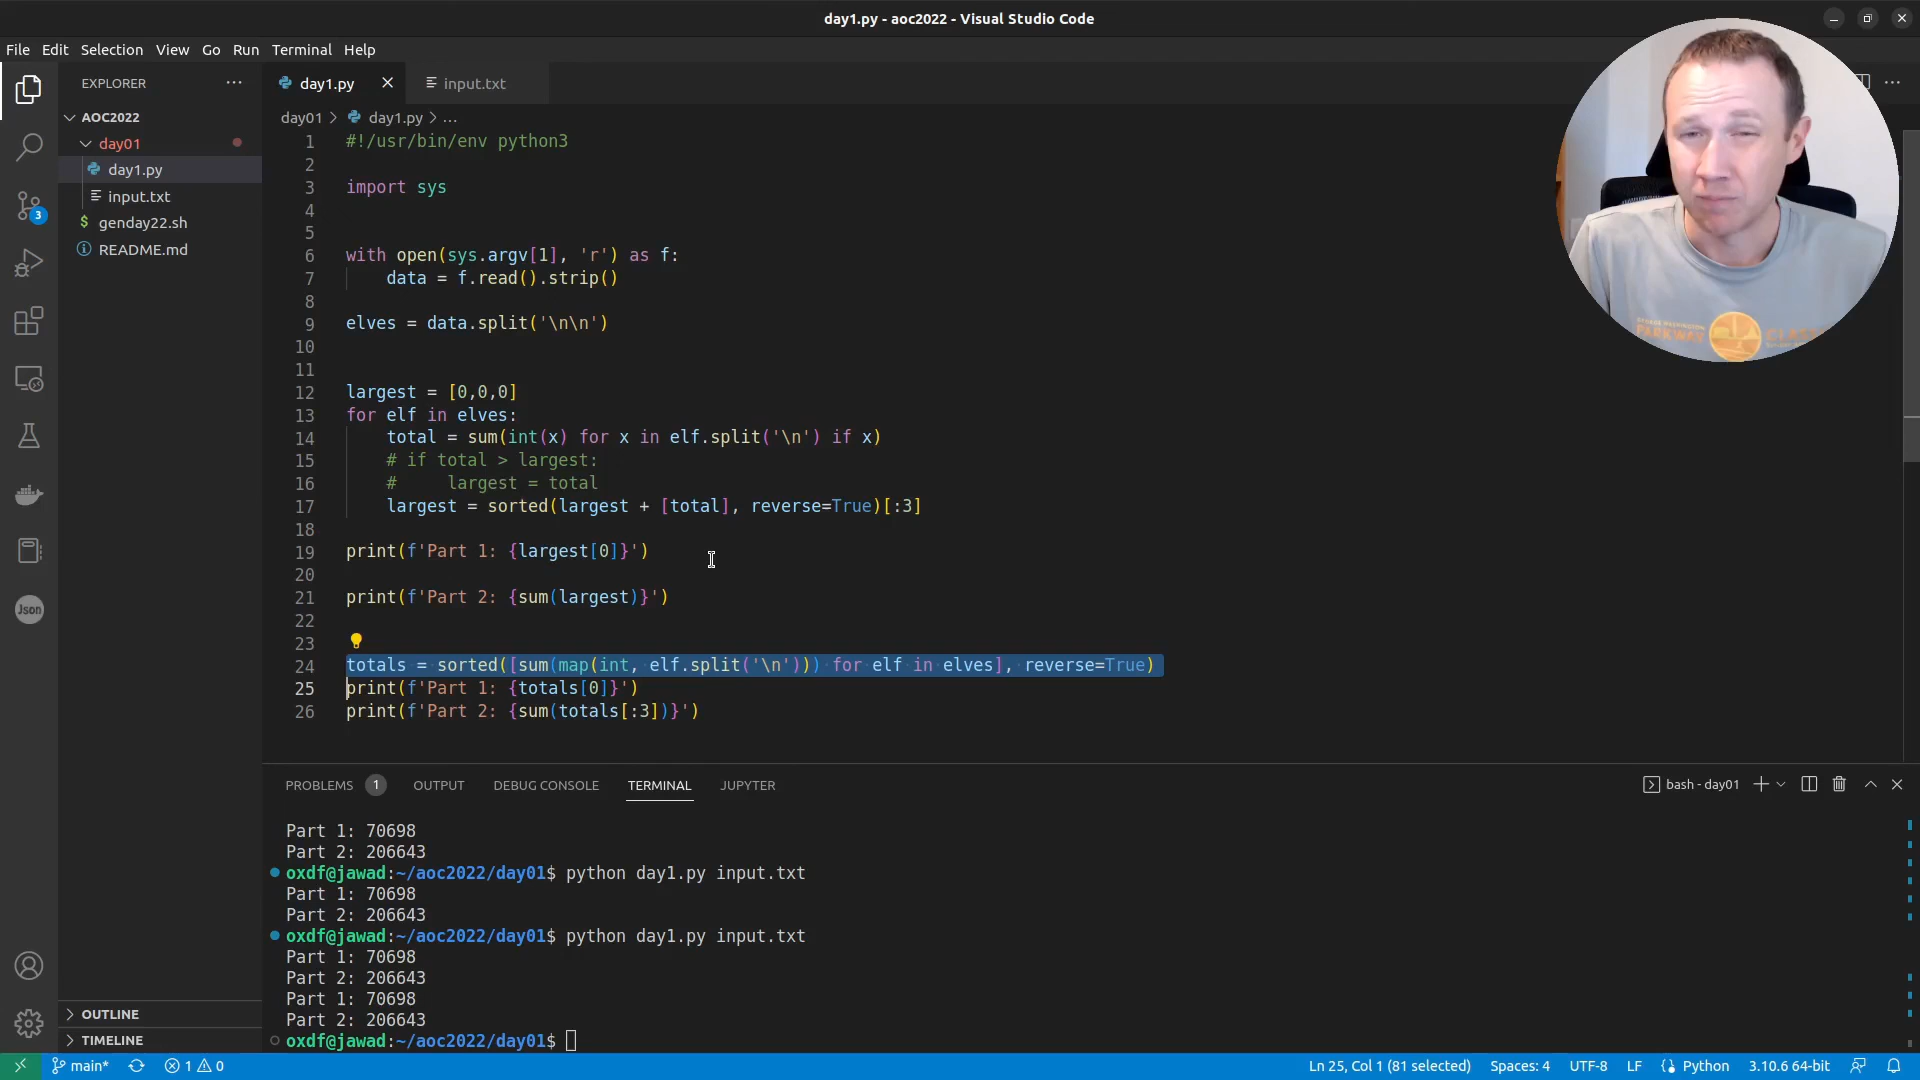 day1.py - aoc2022 - Visual Studio Code
File Edit Selection View Go Run Terminal Help
EXPLORER
day1.py
input.txt
AOC2022
day01
day1.py
input.txt
genday22.sh
README.md
day01 > day1.py > ...
1 #!/usr/bin/env python3
2
3 import sys
4
5
6 with open(sys.argv[1], 'r') as f:
7     data = f.read().strip()
8
9 elves = data.split('\n\n')
10
11
12 largest = [0,0,0]
13 for elf in elves:
14     total = sum(int(x) for x in elf.split('\n') if x)
15     # if total > largest:
16     #     largest = total
17     largest = sorted(largest + [total], reverse=True)[:3]
18
19 print(f'Part 1: {largest[0]}')
20
21 print(f'Part 2: {sum(largest)}')
22
23
24 totals = sorted([sum(map(int, elf.split('\n'))) for elf in elves], reverse=True)
25 print(f'Part 1: {totals[0]}')
26 print(f'Part 2: {sum(totals[:3])}')
3
Json
PARKWAY
PROBLEMS 1 OUTPUT DEBUG CONSOLE TERMINAL JUPYTER
bash - day01
Part 1: 70698
Part 2: 206643
oxdf@jawad:~/aoc2022/day01$ python day1.py input.txt
Part 1: 70698
Part 2: 206643
oxdf@jawad:~/aoc2022/day01$ python day1.py input.txt
Part 1: 70698
Part 2: 206643
Part 1: 70698
Part 2: 206643
oxdf@jawad:~/aoc2022/day01$
OUTLINE
TIMELINE
main* 1 0
Ln 25, Col 1 (81 selected) Spaces: 4 UTF-8 LF Python 3.10.6 64-bit